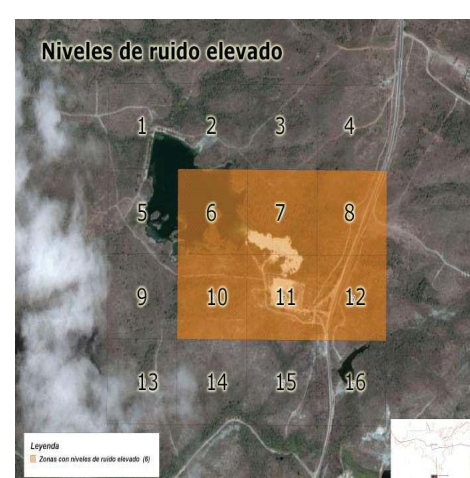 Niveles de ruido elevado
1 2 3 4
5 6 7 8
9 10 11 12
13 14 15 16
Leyenda
Zonas con niveles de ruido elevado (6)